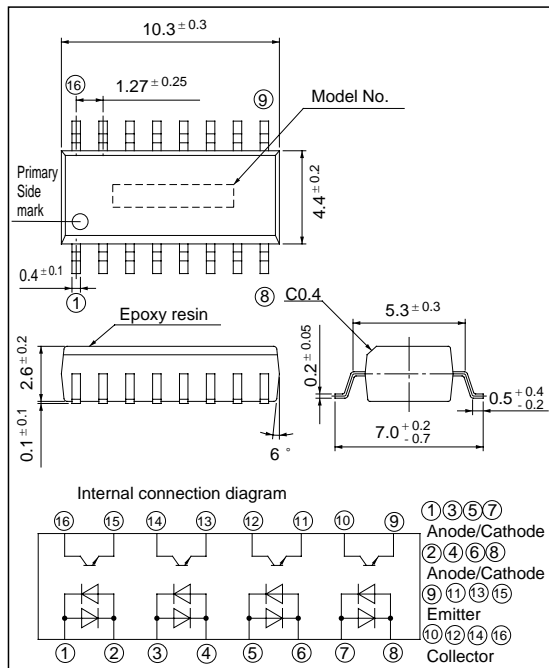 10.3 ± 0.3
⑯ 1.27 ± 0.25 ⑨
Model No.
Primary
Side
mark
4.4 ± 0.2
0.4 ± 0.1
① ⑧
Epoxy resin
C0.4
5.3 ± 0.3
2.6 ± 0.2
0.2 ± 0.05
0.1 ± 0.1
6 °
7.0 + 0.2 - 0.7
0.5 + 0.4 - 0.2
Internal connection diagram
⑯ ⑮ ⑭ ⑬ ⑫ ⑪ ⑩ ⑨
① ② ③ ④ ⑤ ⑥ ⑦ ⑧
① ③ ⑤ ⑦
Anode/Cathode
② ④ ⑥ ⑧
Anode/Cathode
⑨ ⑪ ⑬ ⑮
Emitter
⑩ ⑫ ⑭ ⑯
Collector